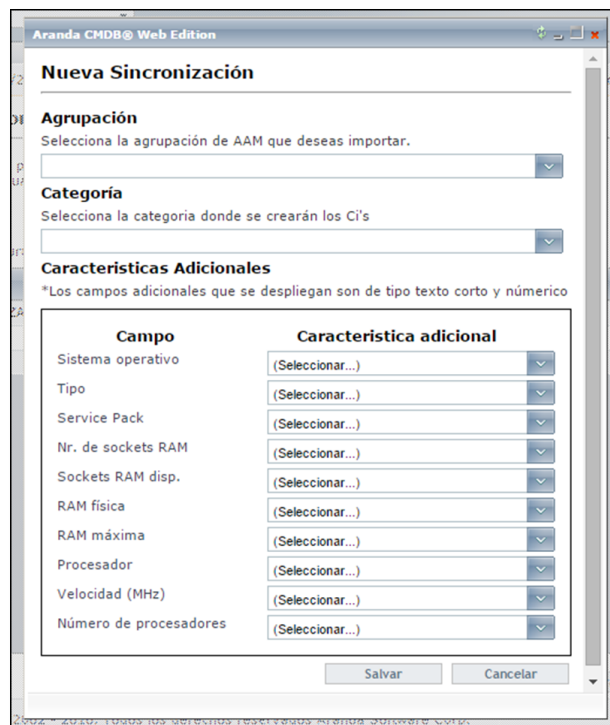 Aranda CMDB® Web Edition
Nueva Sincronización
Agrupación
Selecciona la agrupación de AAM que deseas importar.
Categoría
Selecciona la categoria donde se crearán los Ci's
Caracteristicas Adicionales
*Los campos adicionales que se despliegan son de tipo texto corto y númerico
Campo Caracteristica adicional
Sistema operativo (Seleccionar...)
Tipo (Seleccionar...)
Service Pack (Seleccionar...)
Nr. de sockets RAM (Seleccionar...)
Sockets RAM disp. (Seleccionar...)
RAM física (Seleccionar...)
RAM máxima (Seleccionar...)
Procesador (Seleccionar...)
Velocidad (MHz) (Seleccionar...)
Número de procesadores (Seleccionar...)
Salvar Cancelar
2002 - 2016, Todos los derechos reservados Aranda Software Corp.